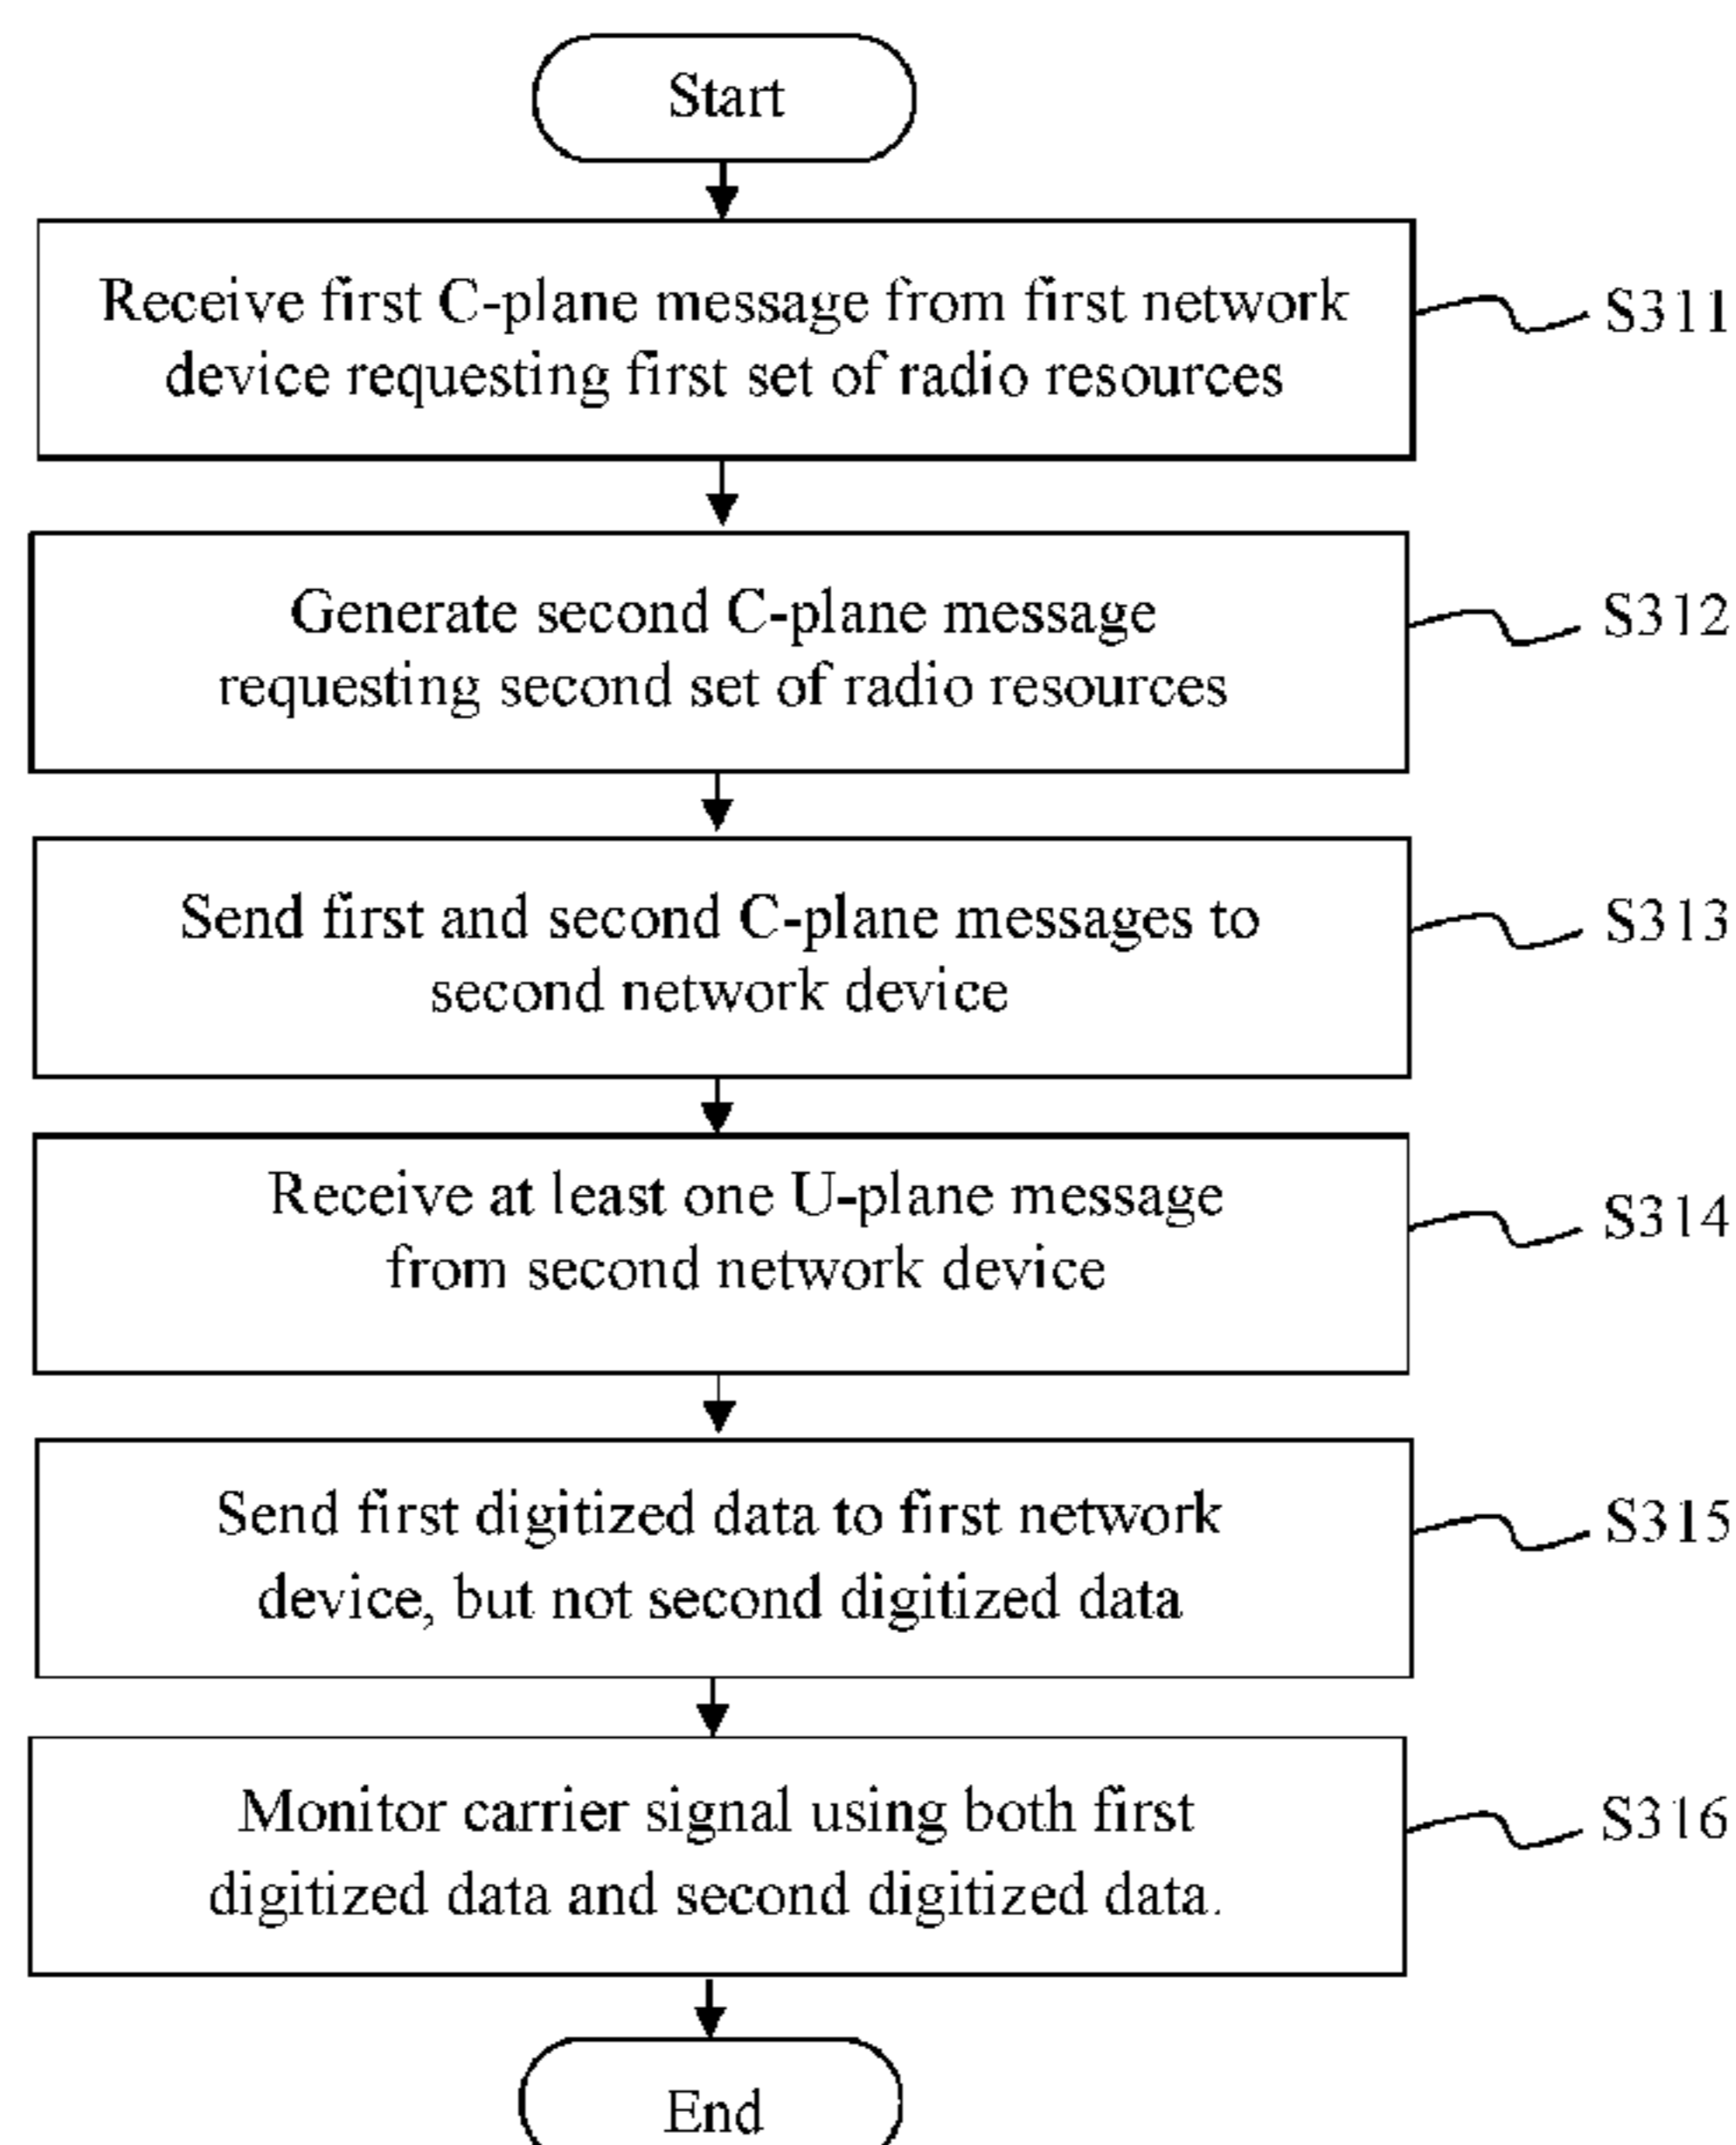 Start
Receive first C-plane message from first network
device requesting first set of radio resources
S311
Generate second C-plane message
requesting second set of radio resources
S312
Send first and second C-plane messages to
second network device
S313
Receive at least one U-plane message
from second network device
S314
Send first digitized data to first network
device, but not second digitized data
S315
Monitor carrier signal using both first
digitized data and second digitized data.
S316
End